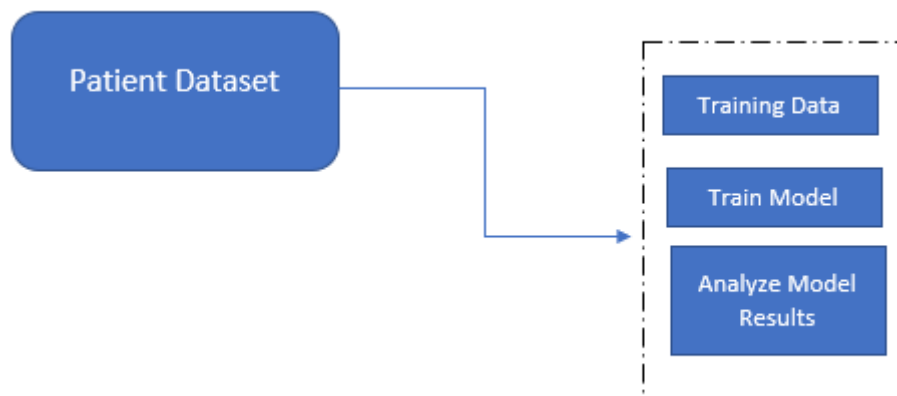 Patient Dataset
Training Data
Train Model
Analyze Model
Results